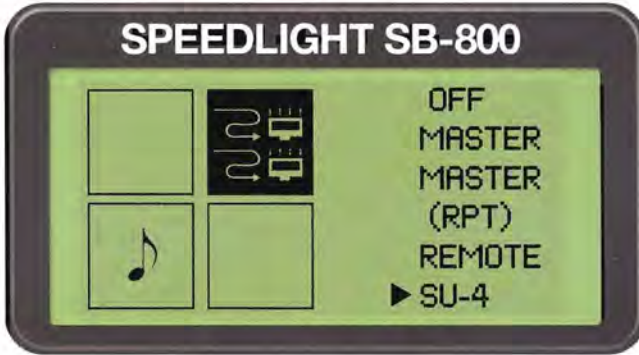 SPEEDLIGHT SB-800
OFF
MASTER
MASTER
(RPT)
REMOTE
▶ SU-4